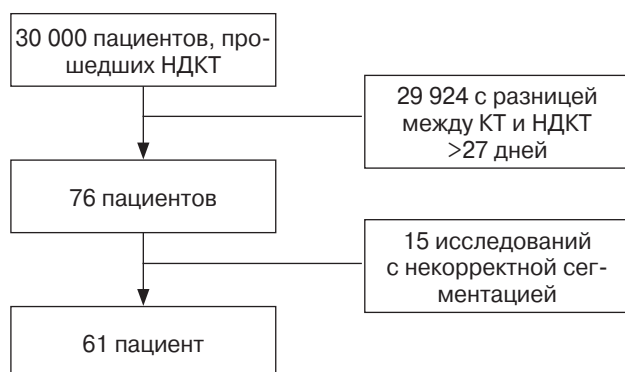 30 000 пациентов, про-
шедших НДКТ
29 924 с разницей
между КТ и НДКТ
>27 дней
76 пациентов
15 исследований
с некорректной сег-
ментацией
61 пациент